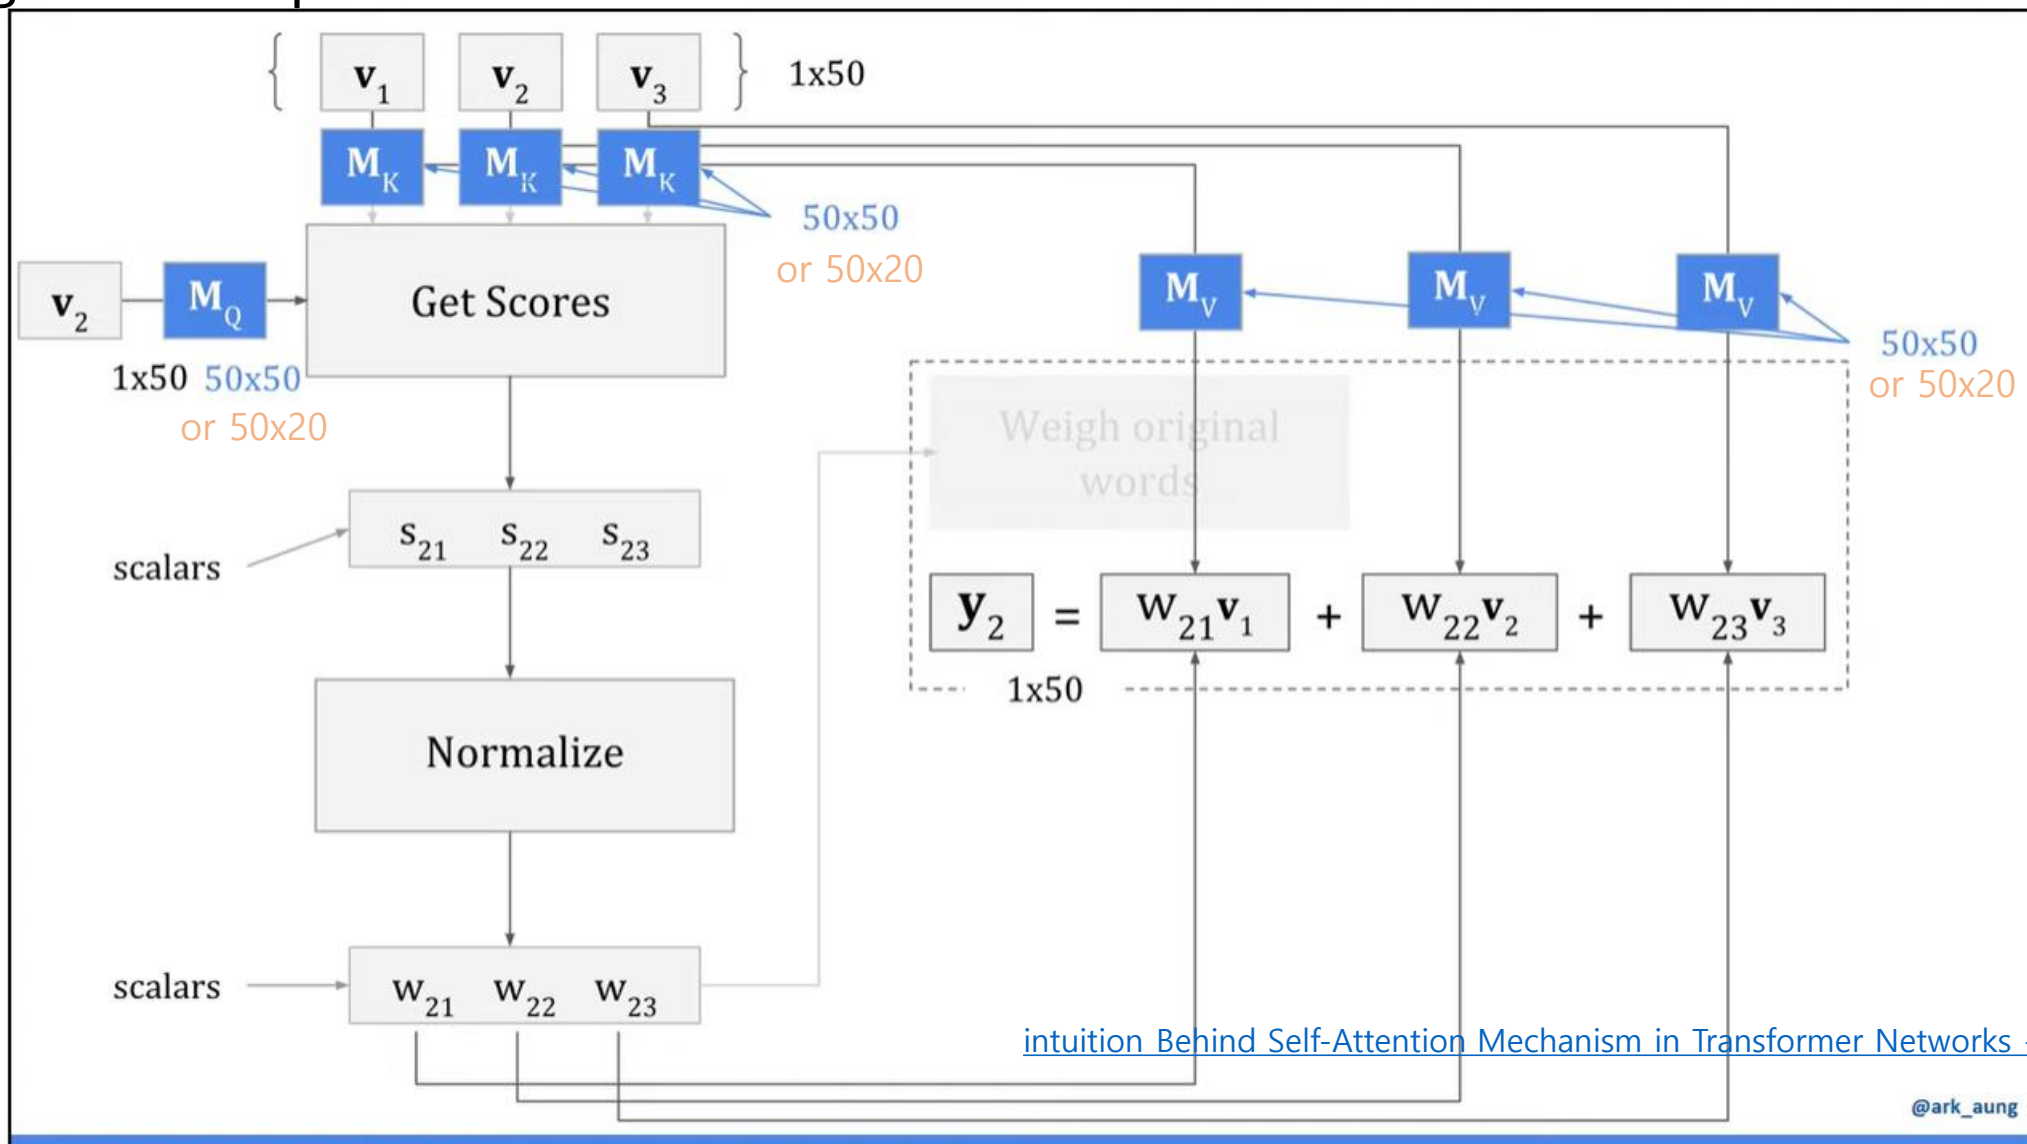 v1 v2 v3 1x50
MK MK MK
50x50
or 50x20
v2 MQ Get Scores
1x50 50x50
or 50x20
MV MV MV
50x50
or 50x20
Weigh original
words
s21 s22 s23
scalars
y2 = w21v1 + w22v2 + w23v3
1x50
Normalize
scalars
w21 w22 w23
intuition Behind Self-Attention Mechanism in Transformer Networks -
@ark_aung